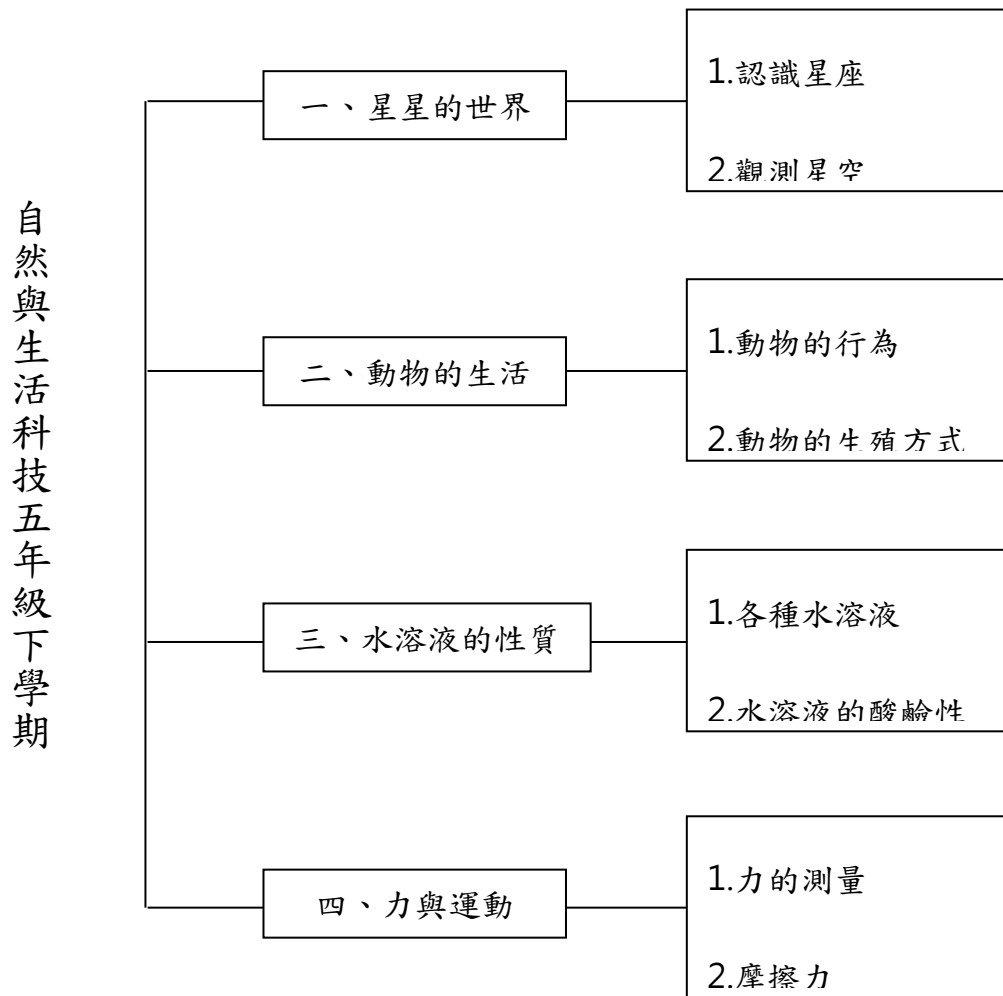 自然與生活科技五年級下學期
一、星星的世界
1.認識星座
2.觀測星空
二、動物的生活
1.動物的行為
2.動物的生殖方式
三、水溶液的性質
1.各種水溶液
2.水溶液的酸鹼性
四、力與運動
1.力的測量
2.摩擦力